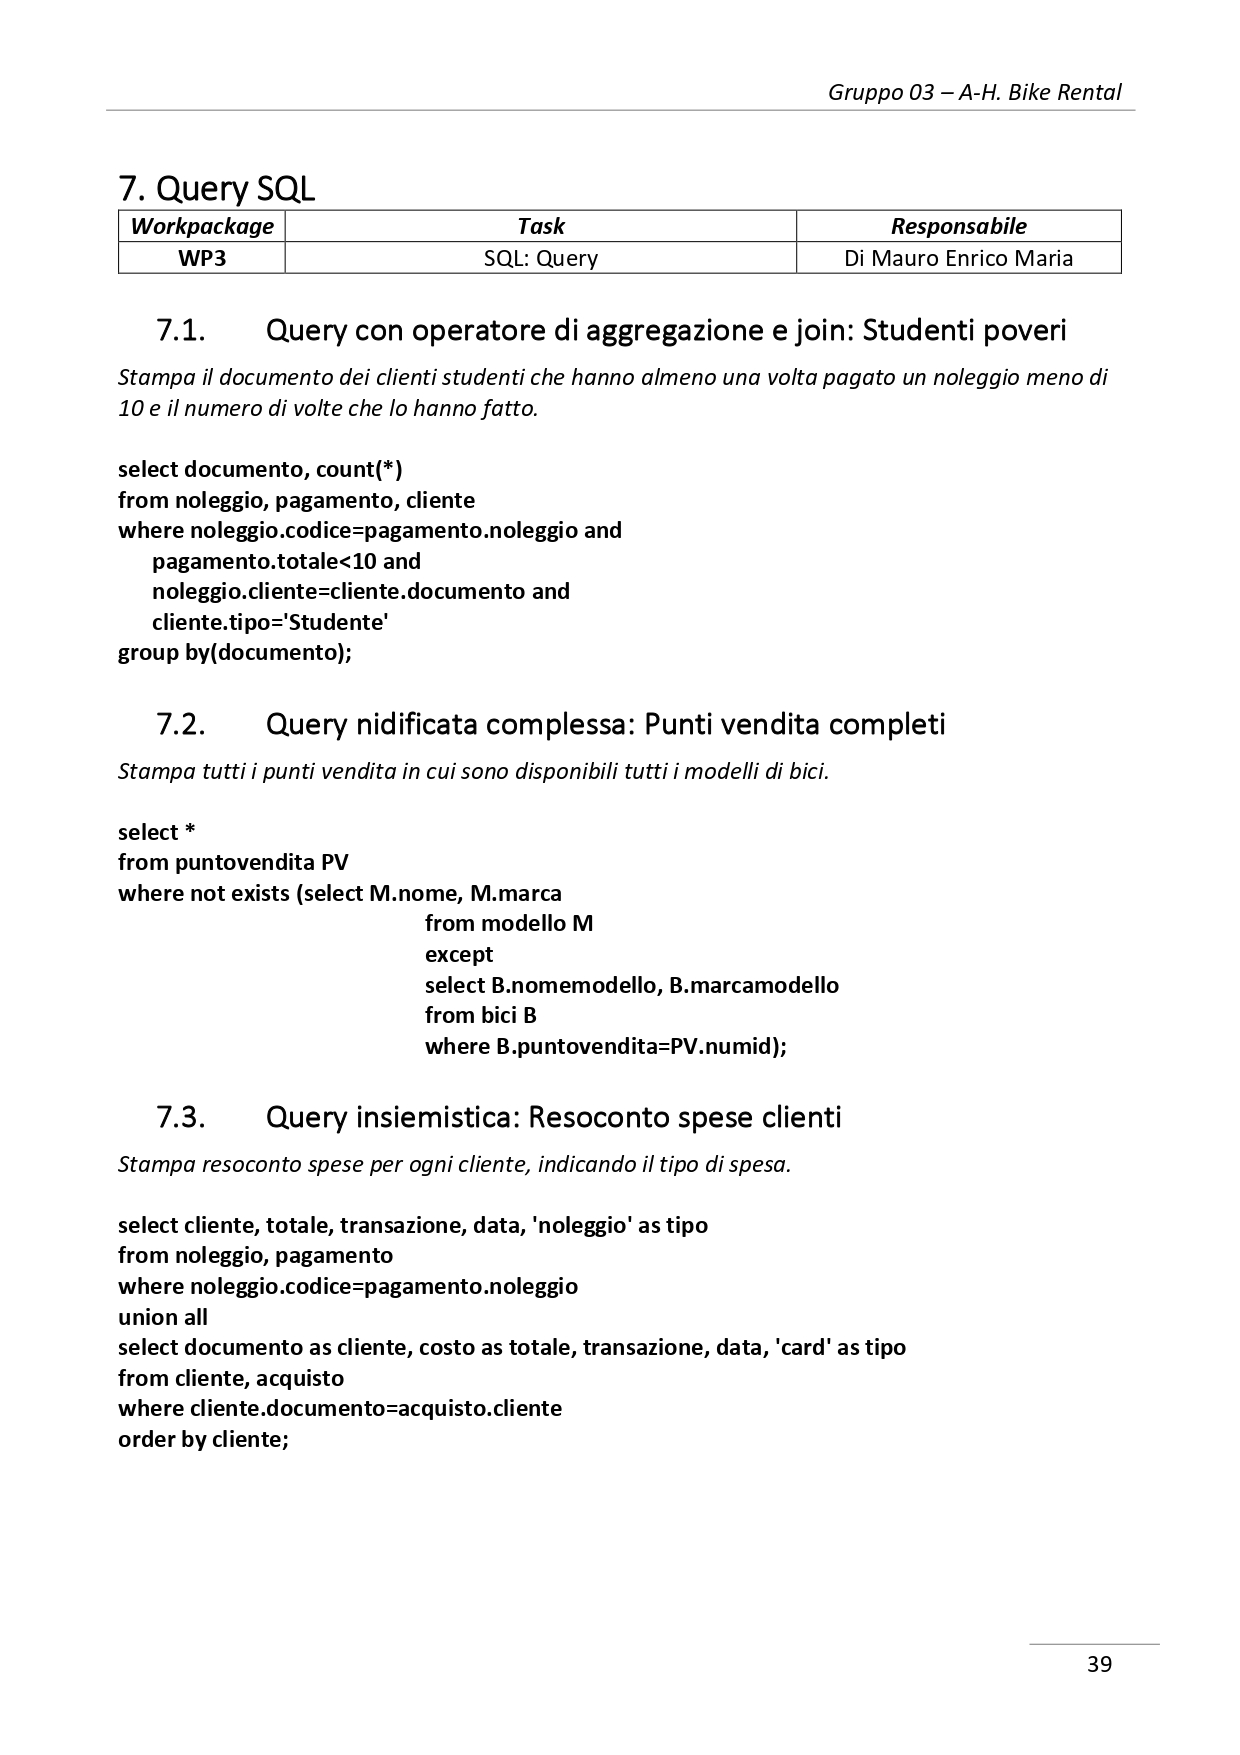 Gruppo 03 – A-H. Bike Rental
7. Query SQL
Workpackage Task Responsabile
WP3 SQL: Query Di Mauro Enrico Maria
7.1. Query con operatore di aggregazione e join: Studenti poveri
Stampa il documento dei clienti studenti che hanno almeno una volta pagato un noleggio meno di
10 e il numero di volte che lo hanno fatto.
select documento, count(*)
from noleggio, pagamento, cliente
where noleggio.codice=pagamento.noleggio and
pagamento.totale<10 and
noleggio.cliente=cliente.documento and
cliente.tipo='Studente'
group by(documento);
7.2. Query nidificata complessa: Punti vendita completi
Stampa tutti i punti vendita in cui sono disponibili tutti i modelli di bici.
select *
from puntovendita PV
where not exists (select M.nome, M.marca
from modello M
except
select B.nomemodello, B.marcamodello
from bici B
where B.puntovendita=PV.numid);
7.3. Query insiemistica: Resoconto spese clienti
Stampa resoconto spese per ogni cliente, indicando il tipo di spesa.
select cliente, totale, transazione, data, 'noleggio' as tipo
from noleggio, pagamento
where noleggio.codice=pagamento.noleggio
union all
select documento as cliente, costo as totale, transazione, data, 'card' as tipo
from cliente, acquisto
where cliente.documento=acquisto.cliente
order by cliente;
39